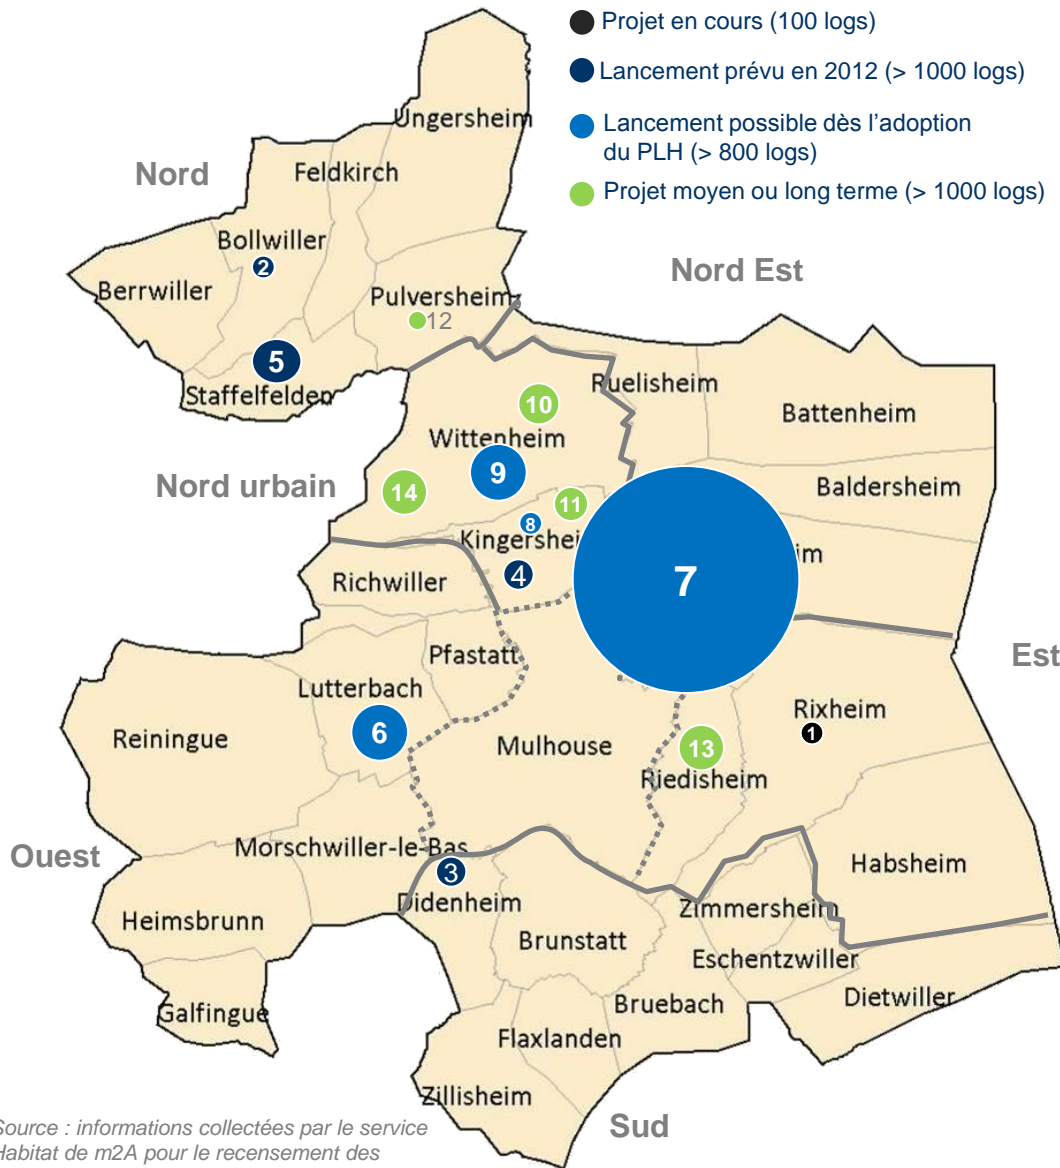 Projet en cours (100 logs)
Lancement prévu en 2012 (> 1000 logs)
Lancement possible dès l'adoption
du PLH (> 800 logs)
Projet moyen ou long terme (> 1000 logs)
Ungersheim
Nord
Feldkirch
Bollwiller
2
Nord Est
Berrwiller
Pulversheim
12
5
Staffelfelden
Ruelisheim
10
Battenheim
Wittenheim
9
Nord urbain
14
Baldersheim
11
8
Kingershei
im
4
7
Richwiller
Pfastatt
Est
Lutterbach
Rixheim
6
1
Reiningue
Mulhouse
13
Riedisheim
Ouest
Morschwiller-le-Bas
Habsheim
3
Didenheim
Zimmersheim
Heimsbrunn
Brunstatt
Eschentzwiller
Dietwiller
Bruebach
Galfingue
Flaxlanden
Zillisheim
Sud
Source : informations collectées par le service
Habitat de m2A pour le recensement des